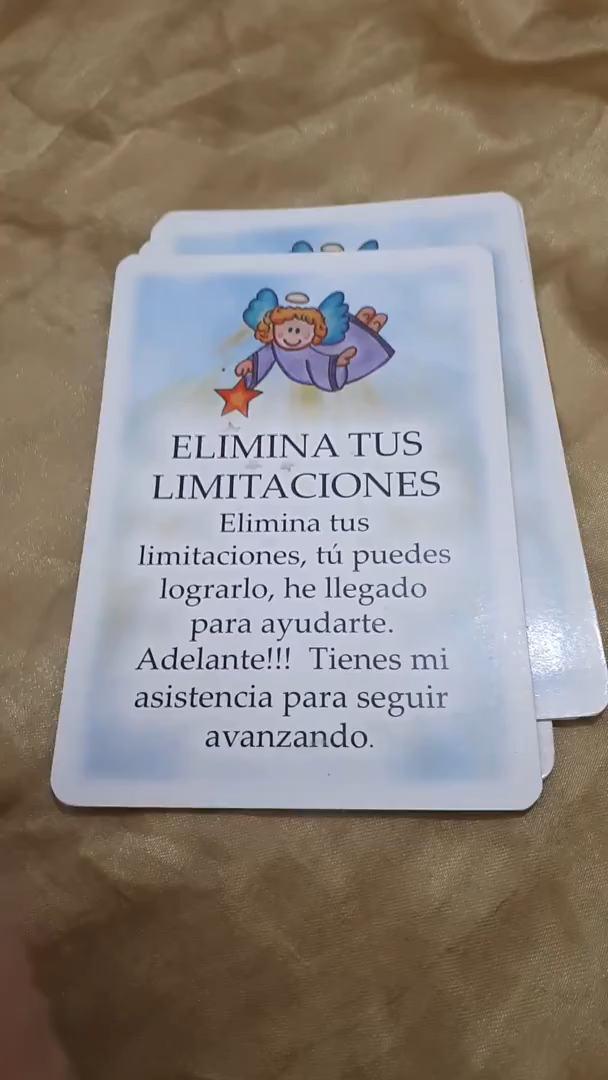 ELIMINA TUS
LIMITACIONES
Elimina tus
limitaciones, tú puedes
lograrlo, he llegado
para ayudarte.
Adelante!!! Tienes mi
asistencia para seguir
avanzando.